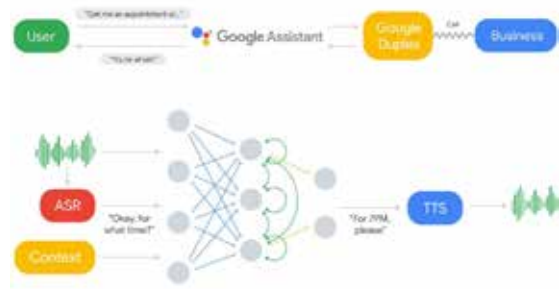 "Get me an appointment at..."
User
Google Assistant
Google
Duplex
Call
Business
"You're all set!"
ASR
"Okay, for
what time?"
Context
"For 7PM,
please"
TTS